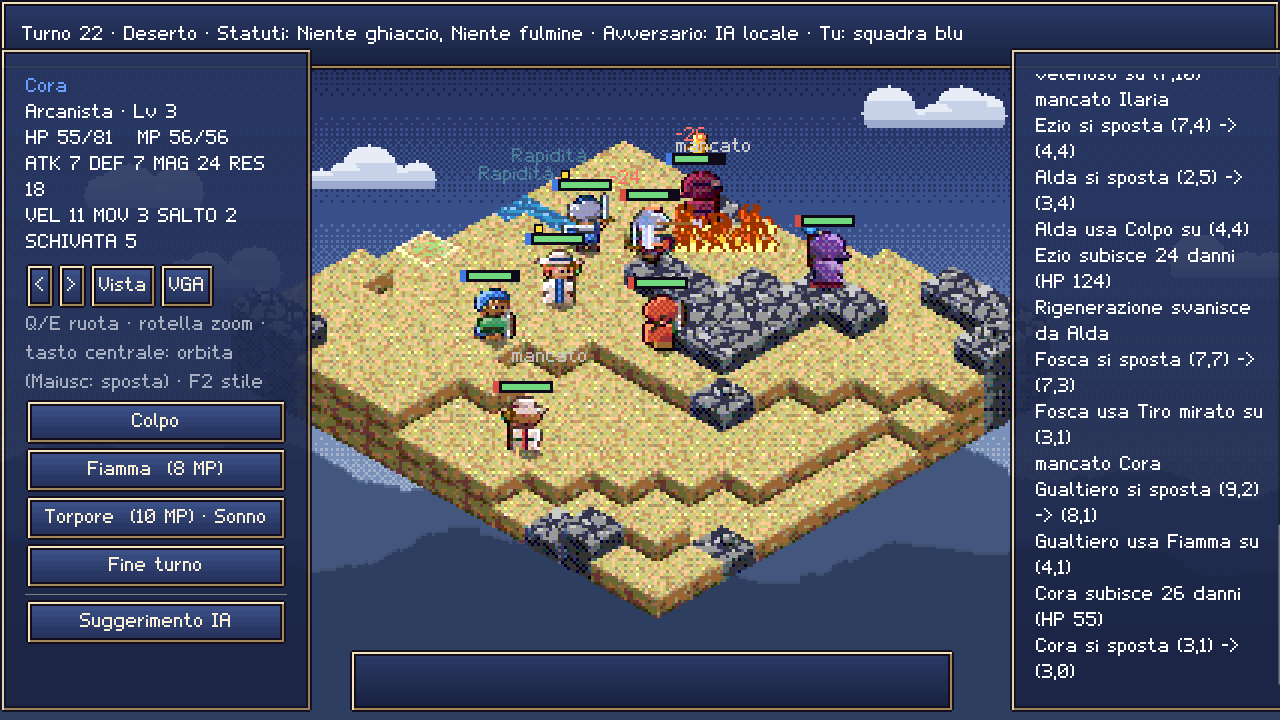 Turno 22 · Deserto · Statuti: Niente ghiaccio, Niente fulmine · Avversario: IA locale · Tu: squadra blu
Cora
Arcanista · Lv 3
HP 55/81 MP 56/56
ATK 7 DEF 7 MAG 24 RES
18
VEL 11 MOV 3 SALTO 2
SCHIVATA 5
< > Vista VGA
Q/E ruota · rotella zoom ·
tasto centrale: orbita
(Maiusc: sposta) · F2 stile
Colpo
Fiamma (8 MP)
Torpore (10 MP) · Sonno
Fine turno
Suggerimento IA
mancato
Rapidità
Rapidità
mancato
mancato Ilaria
Ezio si sposta (7,4) ->
(4,4)
Alda si sposta (2,5) ->
(3,4)
Alda usa Colpo su (4,4)
Ezio subisce 24 danni
(HP 124)
Rigenerazione svanisce
da Alda
Fosca si sposta (7,7) ->
(7,3)
Fosca usa Tiro mirato su
(3,1)
mancato Cora
Gualtiero si sposta (9,2)
-> (8,1)
Gualtiero usa Fiamma su
(4,1)
Cora subisce 26 danni
(HP 55)
Cora si sposta (3,1) ->
(3,0)